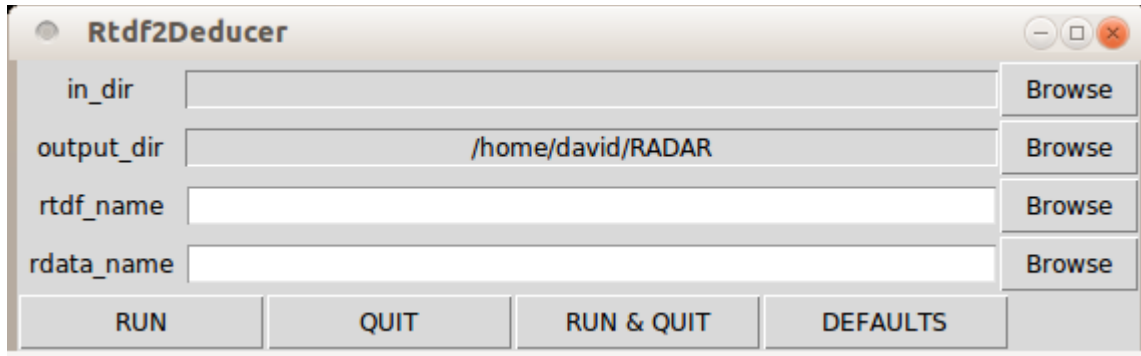 Rtdf2Deducer
in_dir Browse
output_dir /home/david/RADAR Browse
rtdf_name Browse
rdata_name Browse
RUN QUIT RUN & QUIT DEFAULTS